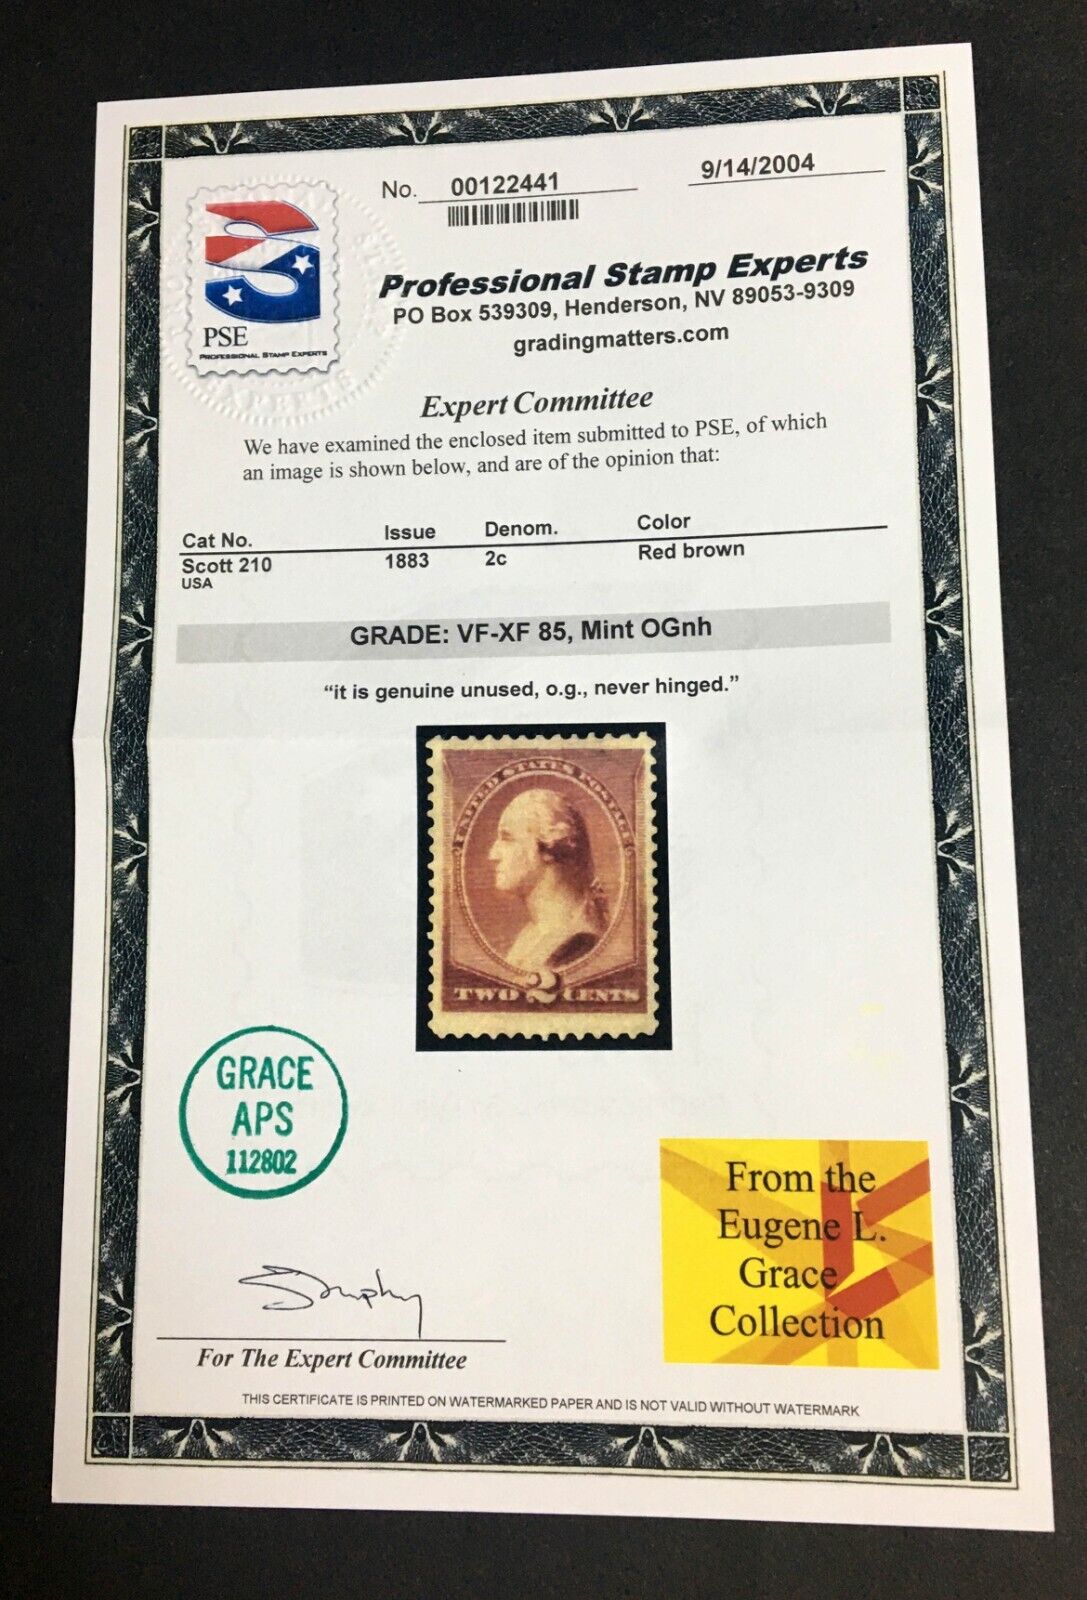 No. 00122441
9/14/2004
PSE
PROFESSIONAL STAMP EXPERTS
Professional Stamp Experts
PO Box 539309, Henderson, NV 89053-9309
gradingmatters.com
Expert Committee
We have examined the enclosed item submitted to PSE, of which
an image is shown below, and are of the opinion that:
Cat No. Issue Denom. Color
Scott 210 1883 2c Red brown
USA
GRADE: VF-XF 85, Mint OGnh
“it is genuine unused, o.g., never hinged.”
UNITED STATES POSTAGE
TWO 2 CENTS
GRACE
APS
112802
From the
Eugene L.
Grace
Collection
For The Expert Committee
THIS CERTIFICATE IS PRINTED ON WATERMARKED PAPER AND IS NOT VALID WITHOUT WATERMARK